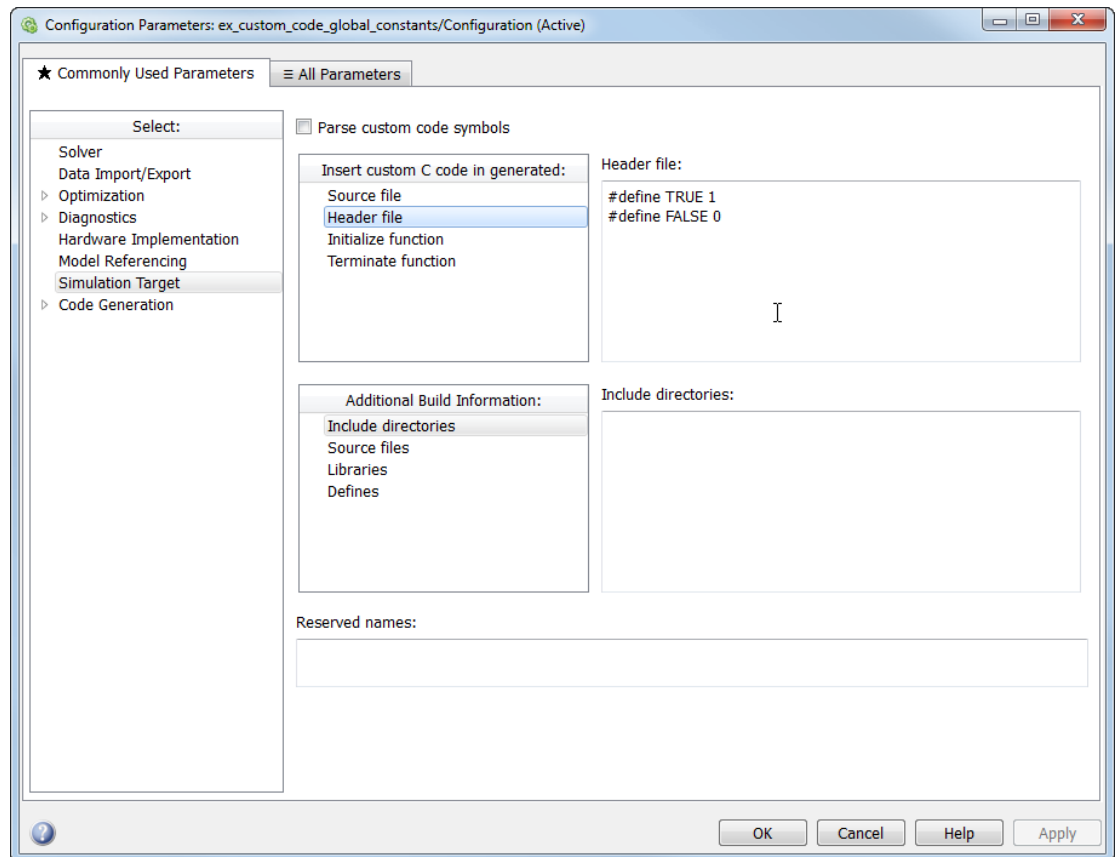 Configuration Parameters: ex_custom_code_global_constants/Configuration (Active)
★ Commonly Used Parameters
≡ All Parameters
Select:
Solver
Data Import/Export
Optimization
Diagnostics
Hardware Implementation
Model Referencing
Simulation Target
Code Generation
Parse custom code symbols
Insert custom C code in generated:
Source file
Header file
Initialize function
Terminate function
Header file:
#define TRUE 1
#define FALSE 0
Additional Build Information:
Include directories
Source files
Libraries
Defines
Include directories:
Reserved names:
OK
Cancel
Help
Apply